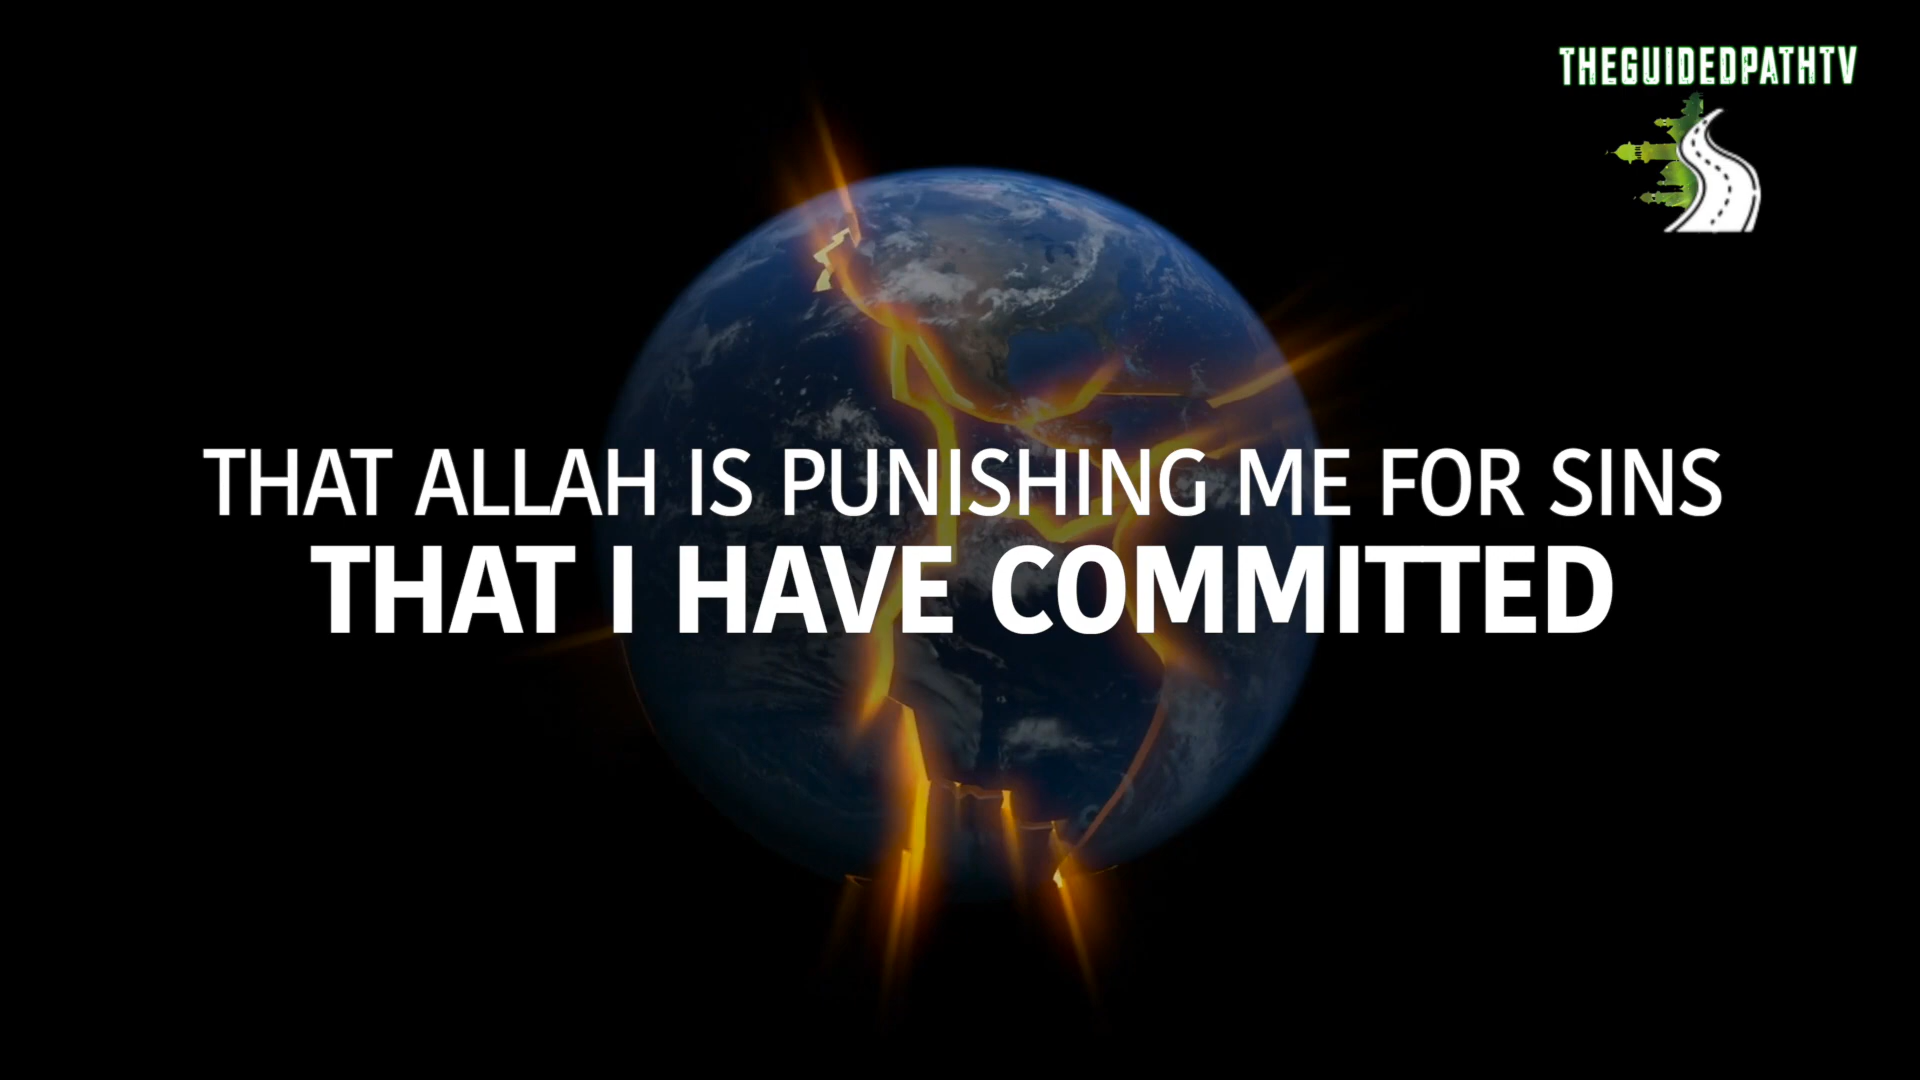 THEGUIDEDPATHTV
THAT ALLAH IS PUNISHING ME FOR SINS
THAT I HAVE COMMITTED